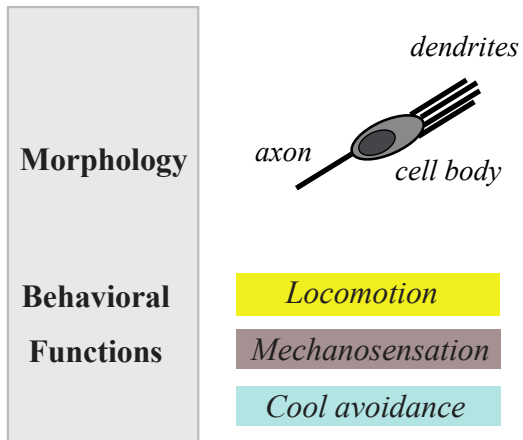 dendrites
Morphology
axon
cell body
Behavioral
Functions
Locomotion
Mechanosensation
Cool avoidance